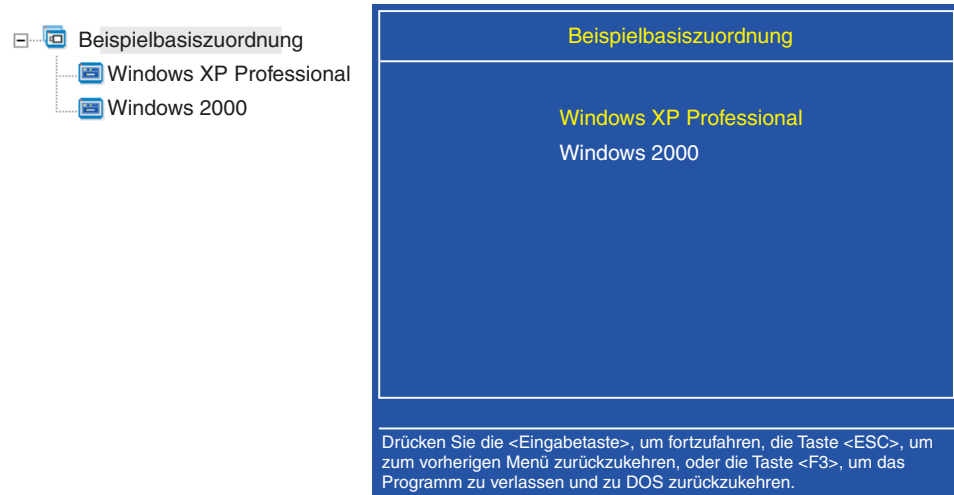 Beispielbasiszuordnung
Windows XP Professional
Windows 2000
Beispielbasiszuordnung
Windows XP Professional
Windows 2000
Drücken Sie die <Eingabetaste>, um fortzufahren, die Taste <ESC>, um
zum vorherigen Menü zurückzukehren, oder die Taste <F3>, um das
Programm zu verlassen und zu DOS zurückzukehren.